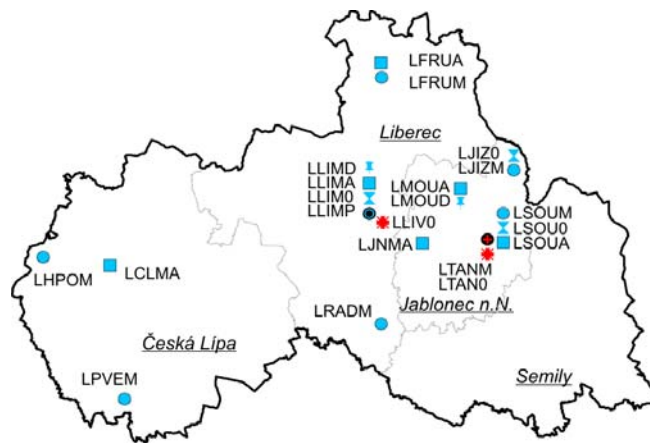 LFRUA
LFRUM
Liberec
LJIZ0
LJIZM
LLIMD
LLIMA
LLIM0
LLIMP
LLIV0
LMOUA
LMOUD
LSOUM
LSOU0
LSOUA
LJNMA
LTANM
LTAN0
Jablonec n.N.
LHPOM
LCLMA
LRADM
Česká Lípa
LPVEM
Semily